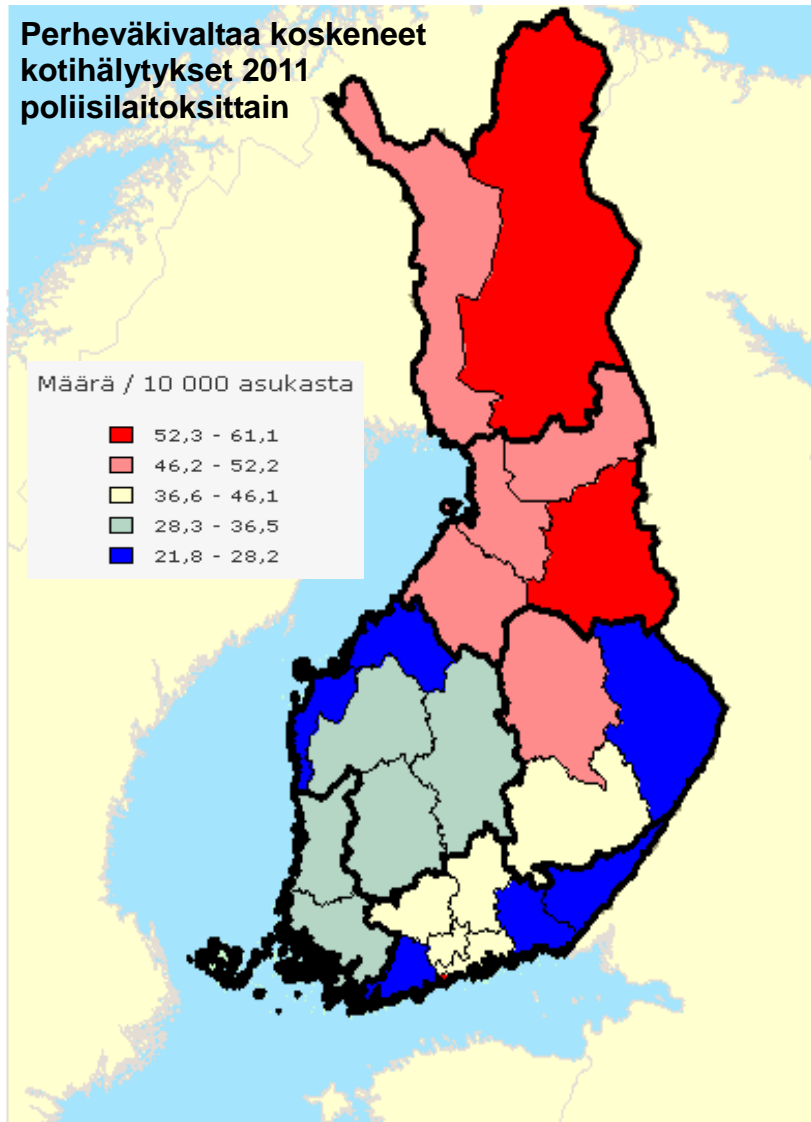 Perheväkivaltaa koskeneet
kotihälytykset 2011
poliisilaitoksittain
Määrä / 10 000 asukasta
52,3 - 61,1
46,2 - 52,2
36,6 - 46,1
28,3 - 36,5
21,8 - 28,2